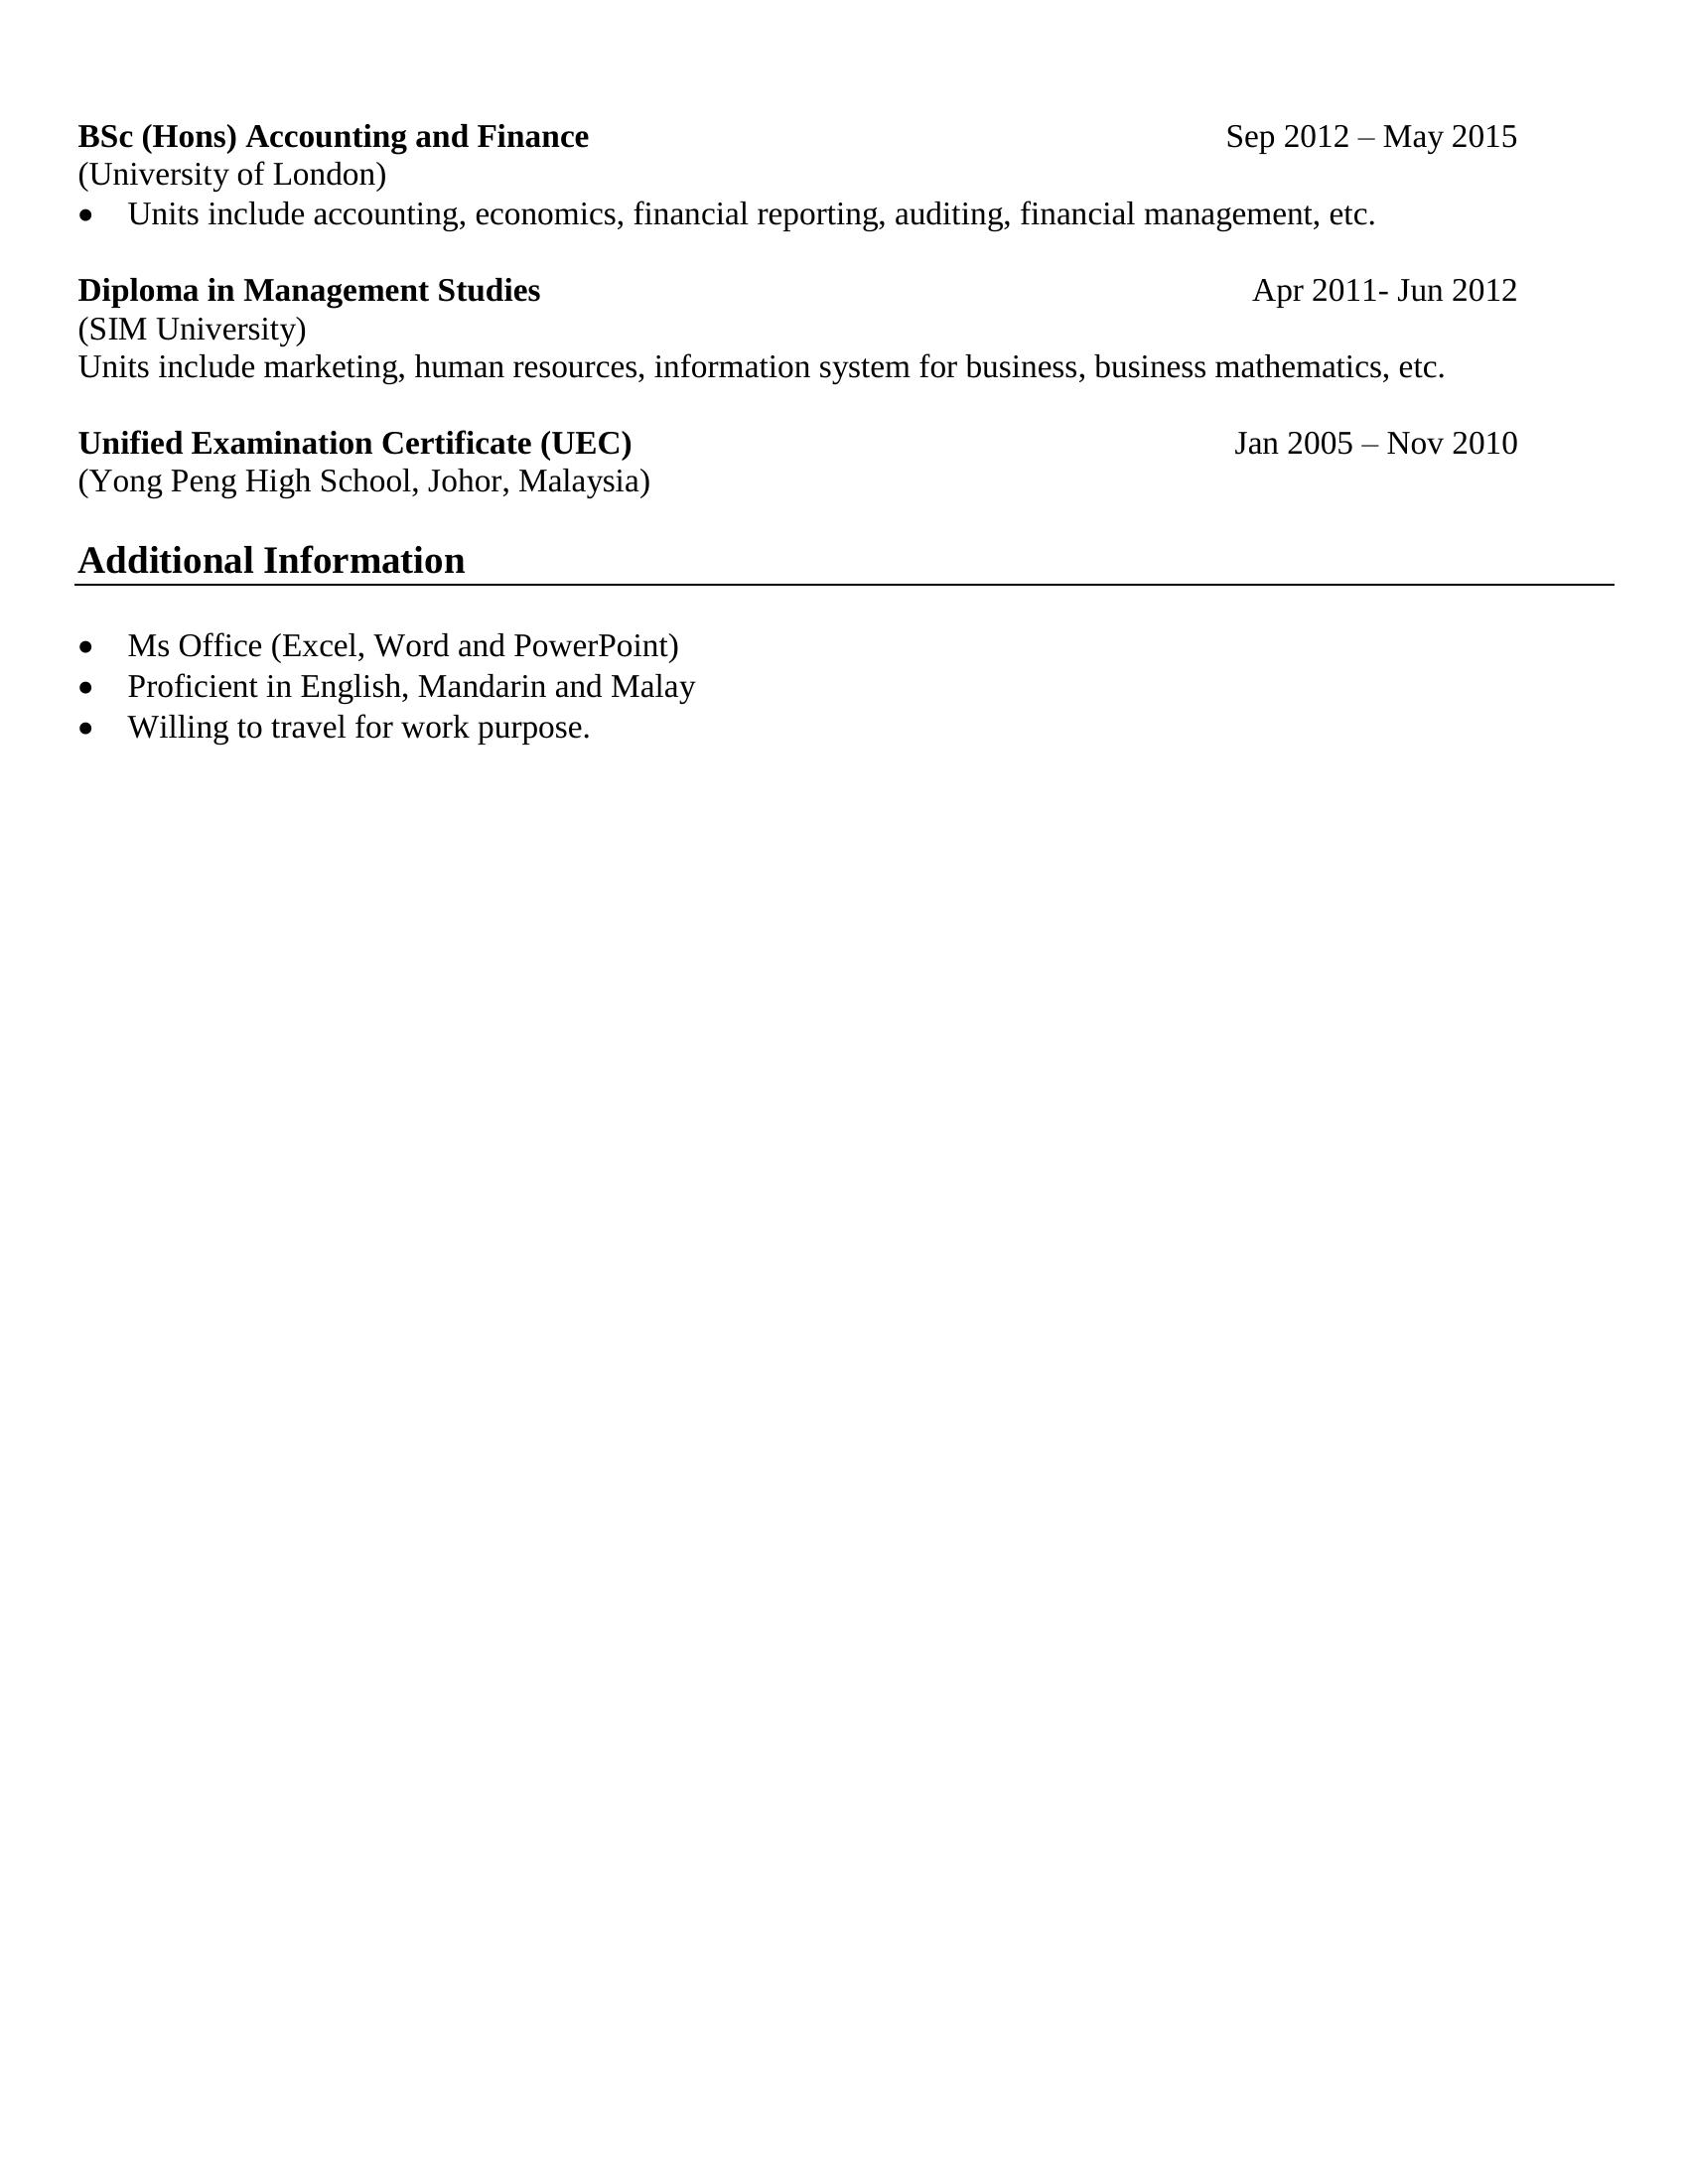 BSc (Hons) Accounting and Finance Sep 2012 – May 2015
(University of London)
• Units include accounting, economics, financial reporting, auditing, financial management, etc.
Diploma in Management Studies Apr 2011- Jun 2012
(SIM University)
Units include marketing, human resources, information system for business, business mathematics, etc.
Unified Examination Certificate (UEC) Jan 2005 – Nov 2010
(Yong Peng High School, Johor, Malaysia)
Additional Information
• Ms Office (Excel, Word and PowerPoint)
• Proficient in English, Mandarin and Malay
• Willing to travel for work purpose.